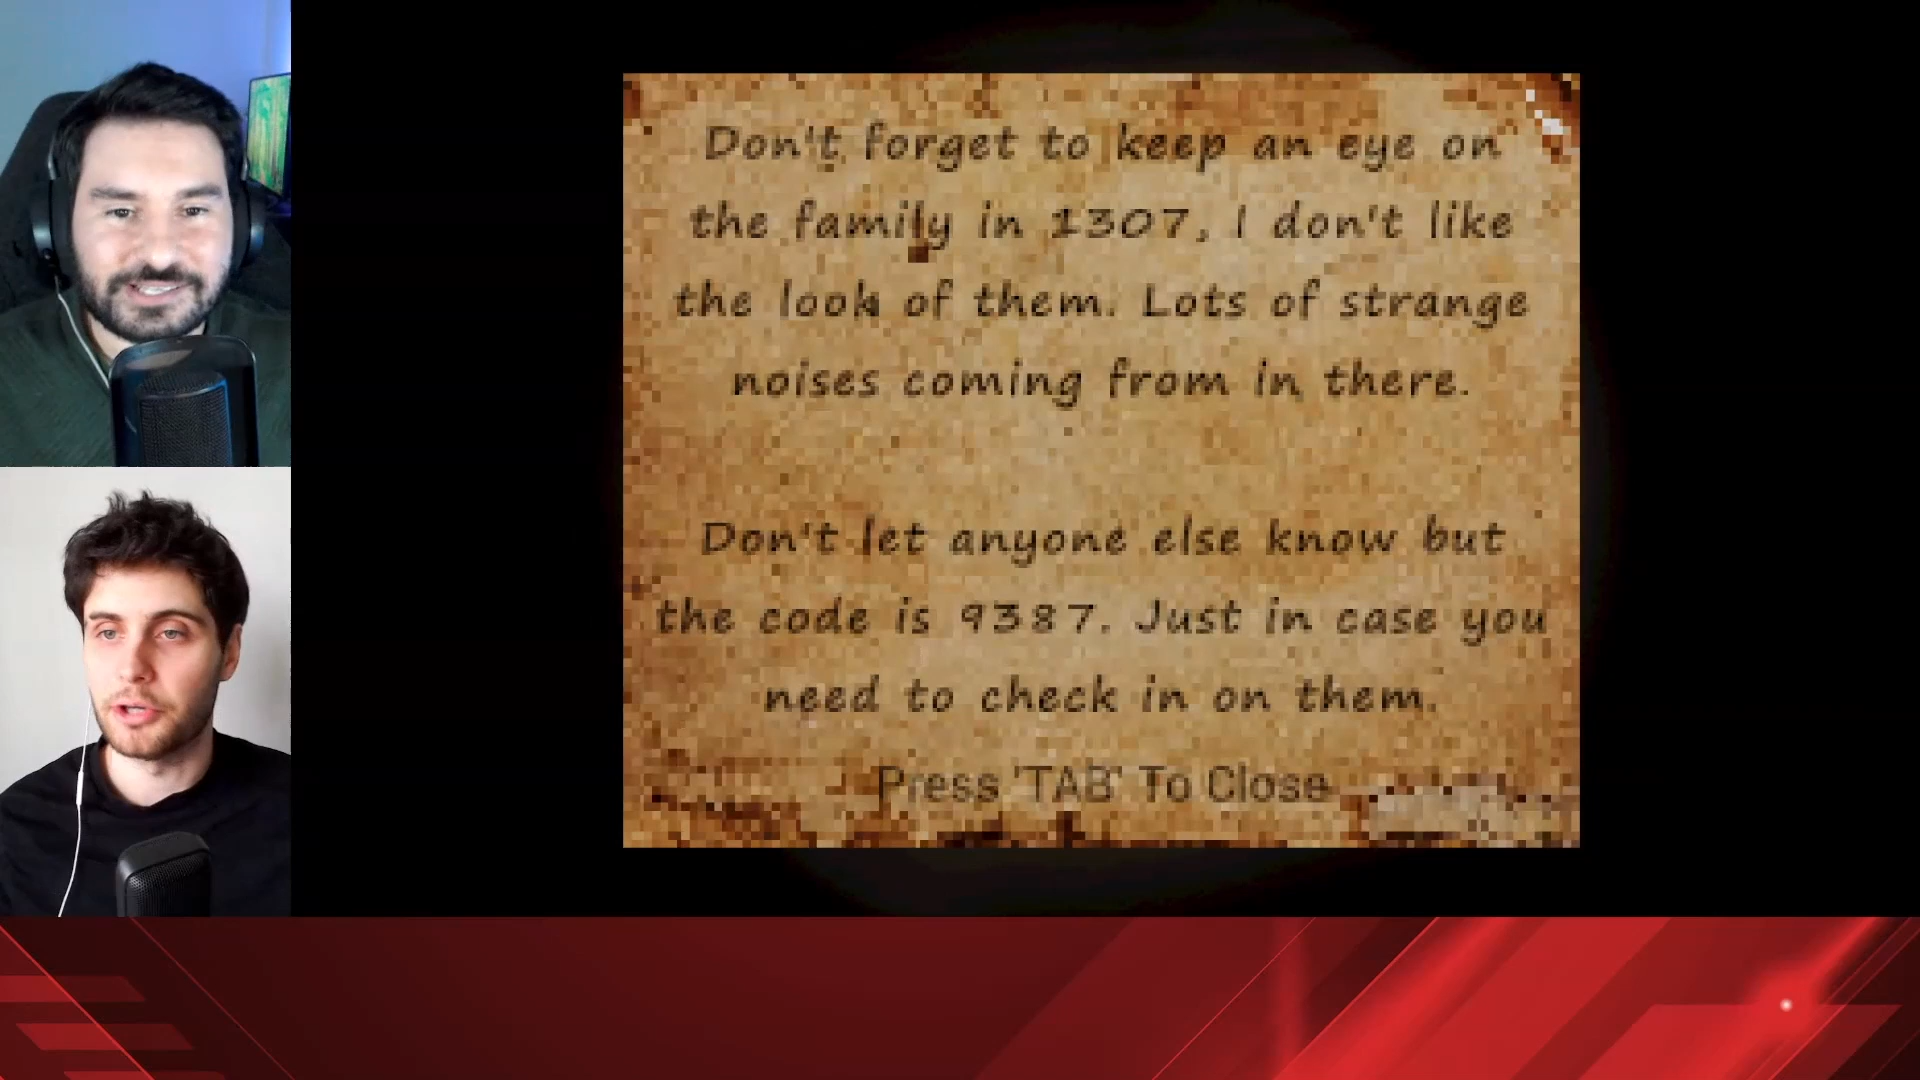 Don't forget to keep an eye on
the family in 1307, I don't like
the look of them. Lots of strange
noises coming from in there.
Don't let anyone else know but
the code is 9387. Just in case you
need to check in on them.
Press 'TAB' To Close